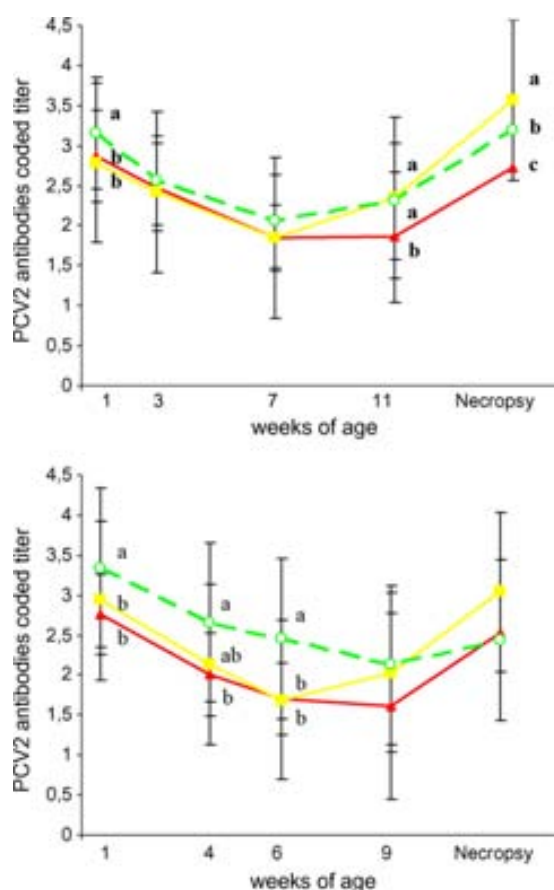 4,5
4
3,5
3
2,5
2
1,5
1
0,5
0
PCV2 antibodies coded titer
a
b
b
a
a
b
a
b
c
1 3 7 11 Necropsy
weeks of age
4,5
4
3,5
3
2,5
2
1,5
1
0,5
0
PCV2 antibodies coded titer
a
b
b
a
ab
b
a
b
b
1 4 6 9 Necropsy
weeks of age